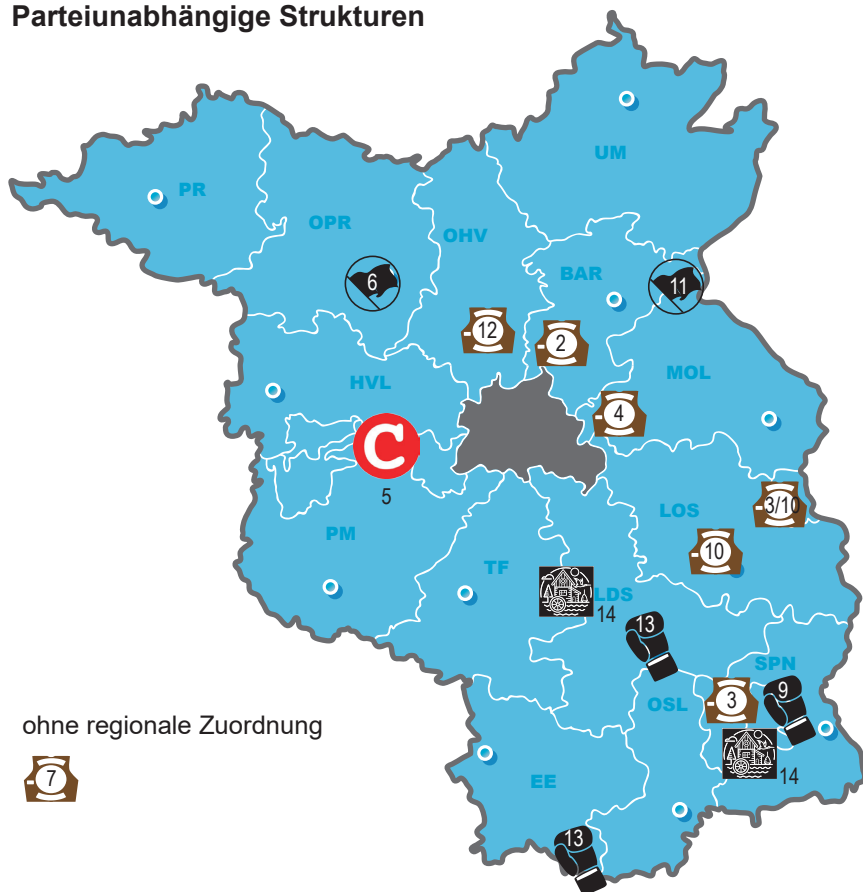 Parteiunabhängige Strukturen
UM
PR
OPR
OHV
BAR
6
11
12
2
HVL
MOL
4
C
5
3/10
LOS
PM
10
TF
LDS
14
13
SPN
9
OSL
3
ohne regionale Zuordnung
7
14
EE
13